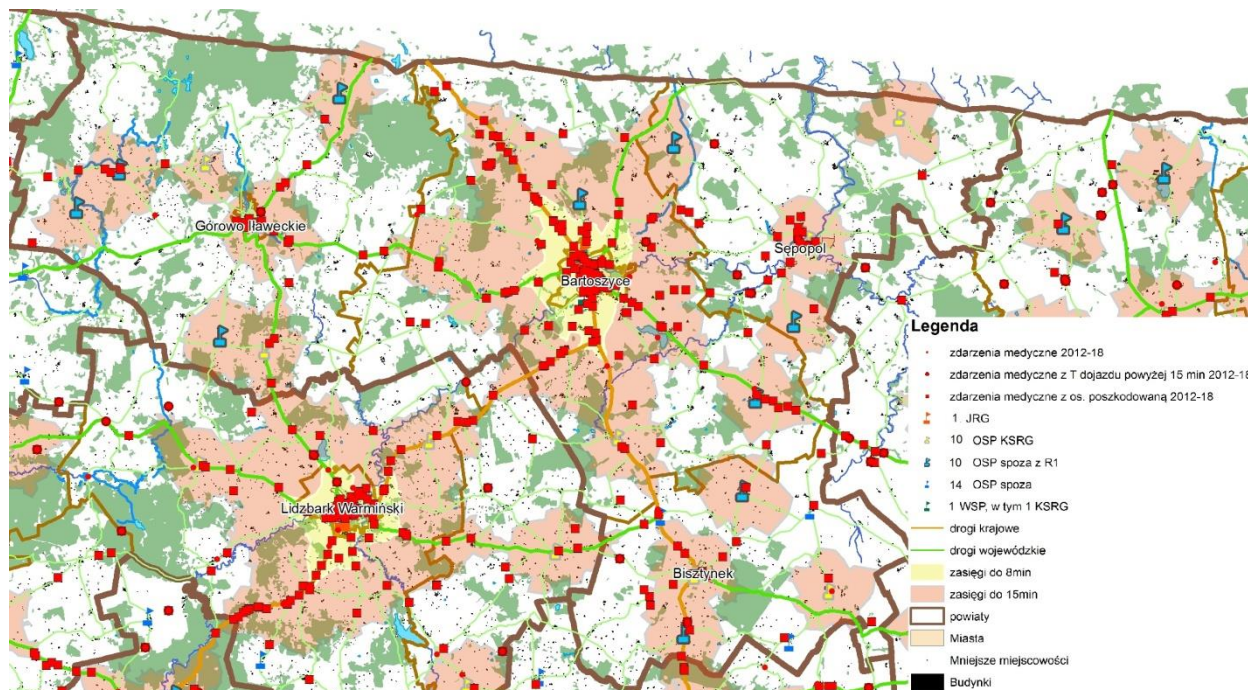 Górowo Iławeckie
Sępopol
Bartoszyce
Lidzbark Warmiński
Bisztynek
Legenda
zdarzenia medyczne 2012-18
zdarzenia medyczne z T dojazdu powyżej 15 min 2012-18
zdarzenia medyczne z os. poszkodowaną 2012-18
1 JRG
10 OSP KSRG
10 OSP spoza z R1
14 OSP spoza
1 WSP, w tym 1 KSRG
drogi krajowe
drogi wojewódzkie
zasięgi do 8min
zasięgi do 15min
powiaty
Miasta
Mniejsze miejscowości
Budynki